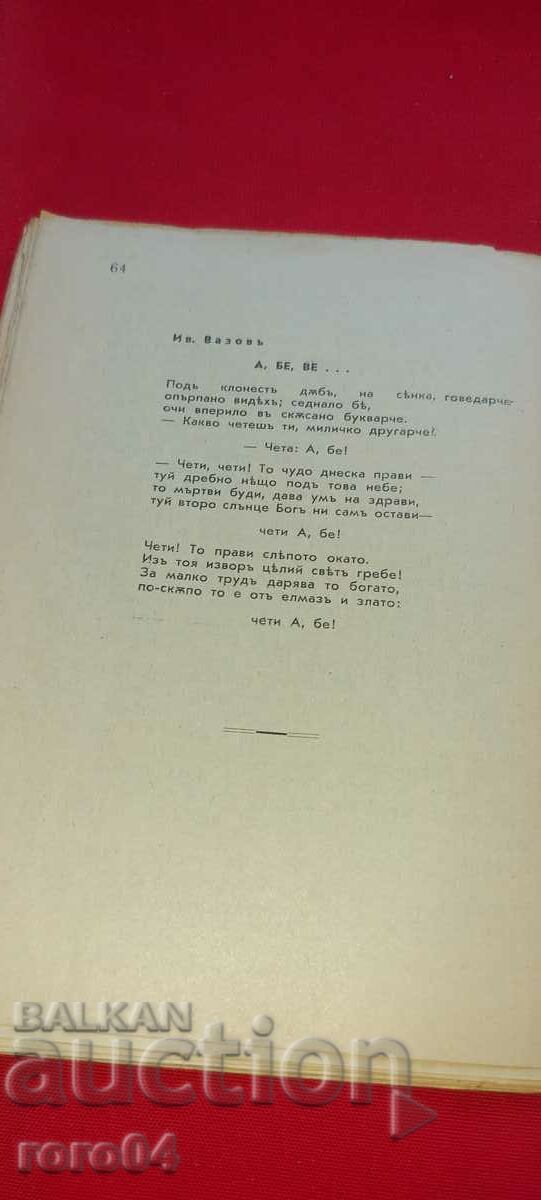 64
Ив. Вазовъ
А, БЕ, ВЕ . . .
Подъ клонестъ дѫбъ, на сѣнка, говедарче
опърпано видѣхъ; седнало бѣ,
очи вперило въ скѫсано букварче.
— Какво четешъ ти, миличко другарче?
— Чета: А, бе!
— Чети, чети! То чудо днеска прави —
туй дребно нѣщо подъ това небе;
то мъртви буди, дава умъ на здрави,
туй второ слънце Богъ ни самъ остави—
чети А, бе!
Чети! То прави слѣпото окато.
Изъ тоя изворъ цѣлий свѣтъ гребе!
За малко трудъ дарява то богато,
по-скѫпо то е отъ елмазъ и злато:
чети А, бе!
BALKAN
auction
roro04